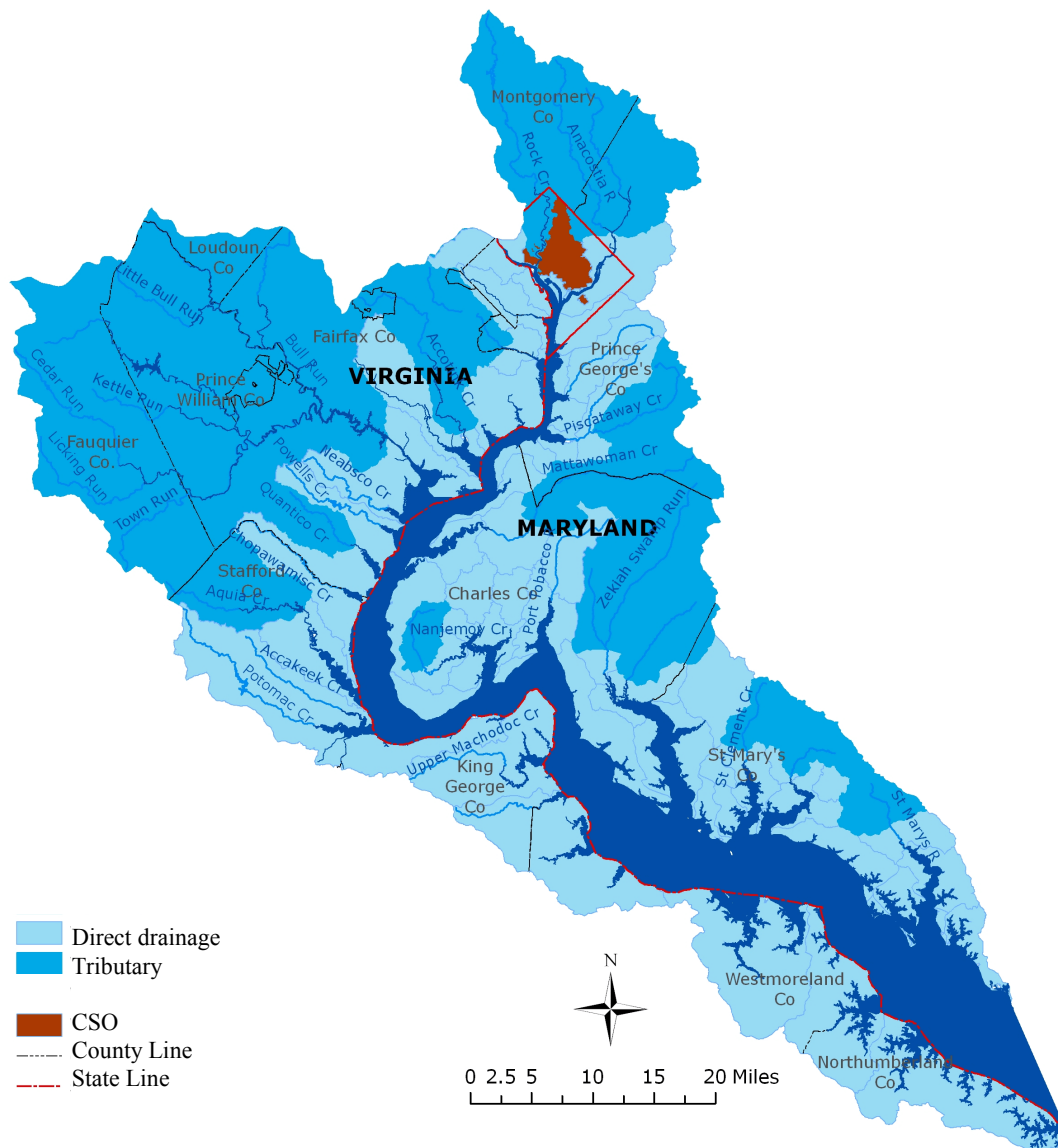 Montgomery
Co
Rock Cr
Anacostia R
Loudoun
Co
Little Bull Run
Fairfax Co
Bull Run
Accotink Cr
VIRGINIA
Prince
George's
Co
Cedar Run
Kettle Run
Prince
William Co
Piscataway Cr
Fauquier
Co.
Licking Run
Town Run
Neabsco Cr
Powells Cr
Quantico Cr
Mattawoman Cr
MARYLAND
Zekiah Swamp Run
Chopawamisc Cr
Stafford
Co
Aquia Cr
Charles Co
Port Tobacco R
Nanjemoy Cr
Accakeek Cr
Potomac Cr
Upper Machodoc Cr
King
George
Co
St Clement Cr
St Mary's
Co
St Marys R
Direct drainage
Tributary
CSO
County Line
State Line
N
0 2.5 5 10 15 20 Miles
Westmoreland
Co
Northumberland
Co